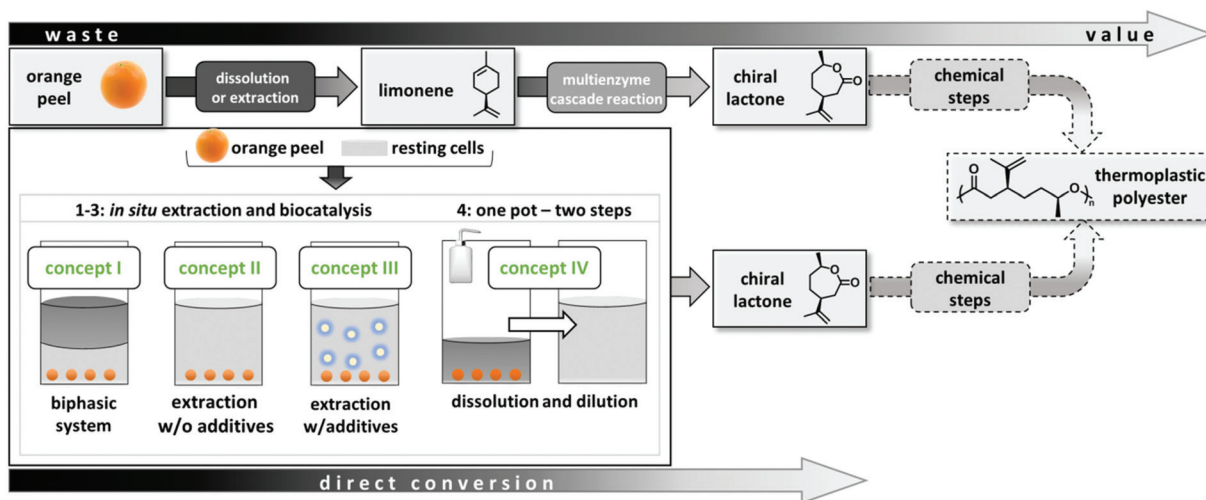 waste
value
orange
peel
dissolution
or extraction
limonene
multienzyme
cascade reaction
chiral
lactone
O
O
chemical
steps
orange peel
resting cells
1-3: in situ extraction and biocatalysis
4: one pot – two steps
concept I
concept II
concept III
concept IV
biphasic
system
extraction
w/o additives
extraction
w/additives
dissolution and dilution
chiral
lactone
O
O
chemical
steps
O
O
n
thermoplastic
polyester
direct conversion